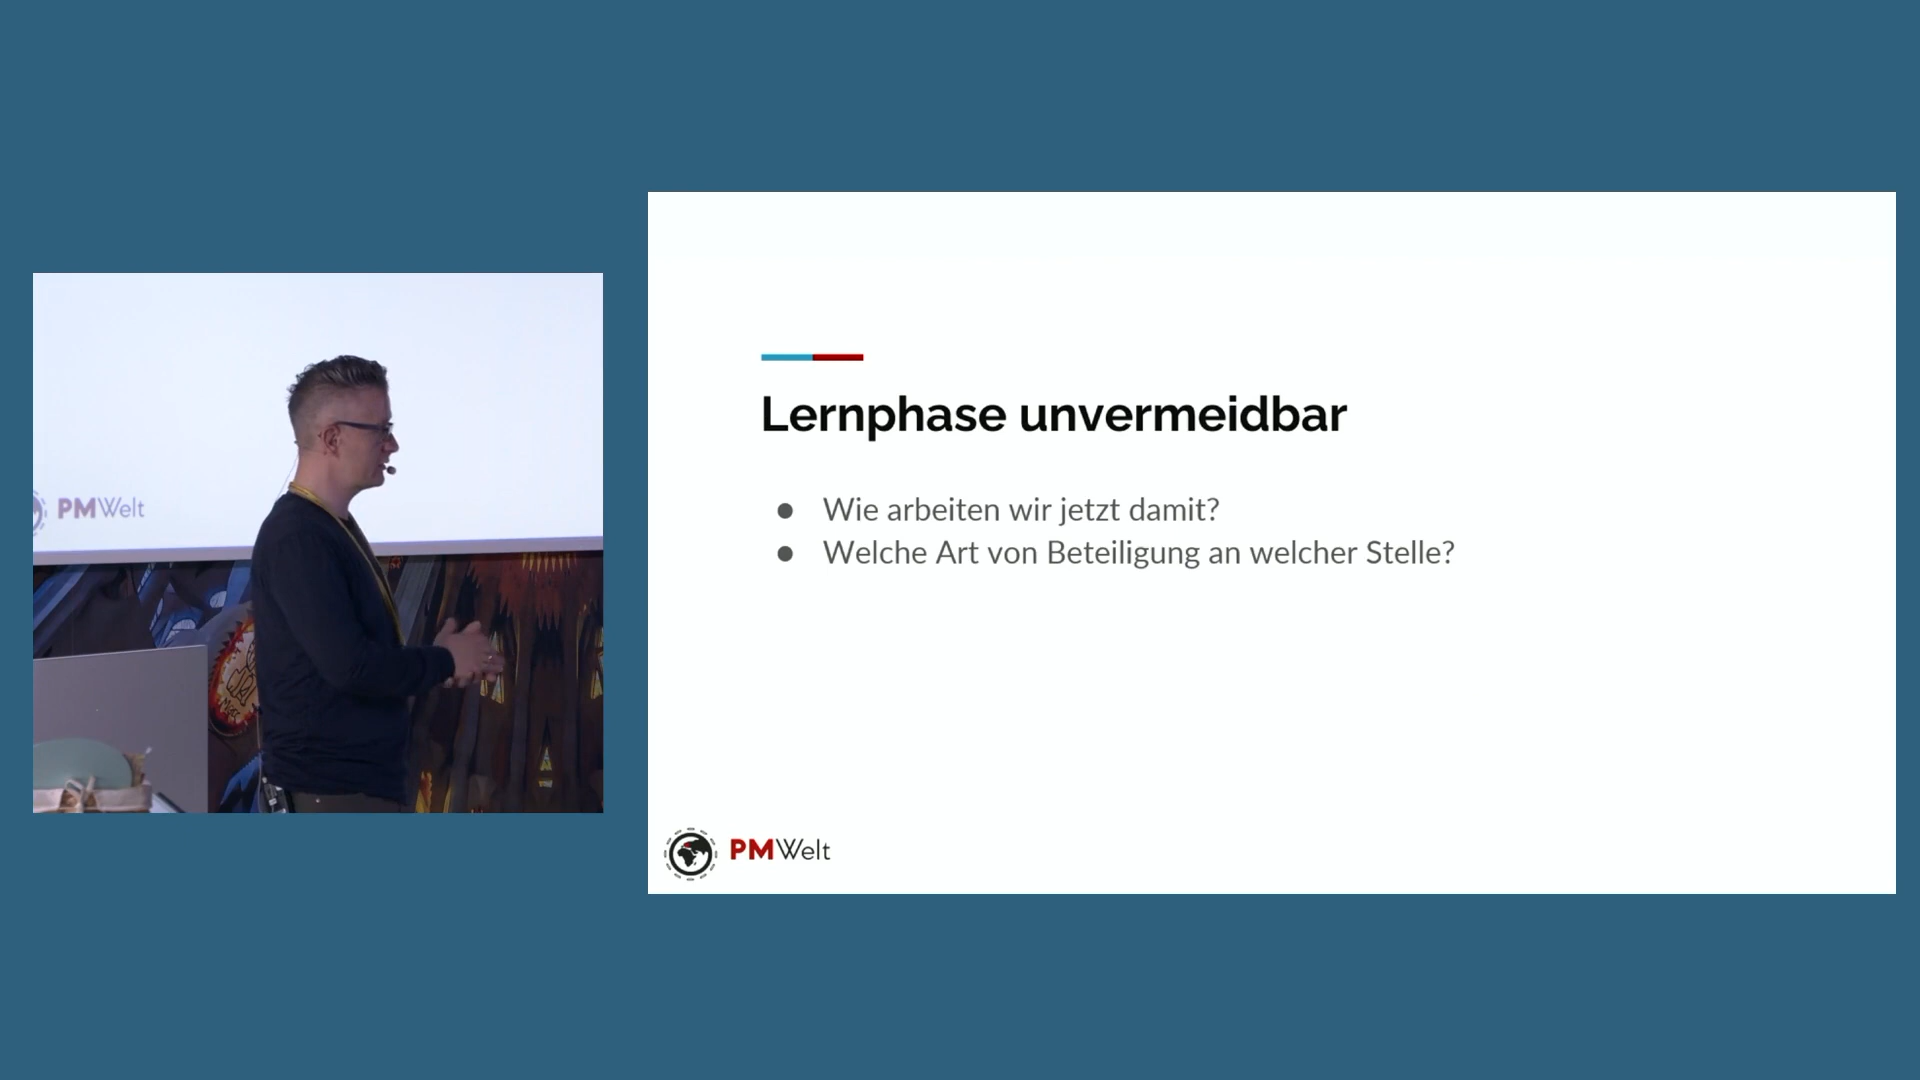 PMWelt
Lernphase unvermeidbar
● Wie arbeiten wir jetzt damit?
● Welche Art von Beteiligung an welcher Stelle?
PMWelt